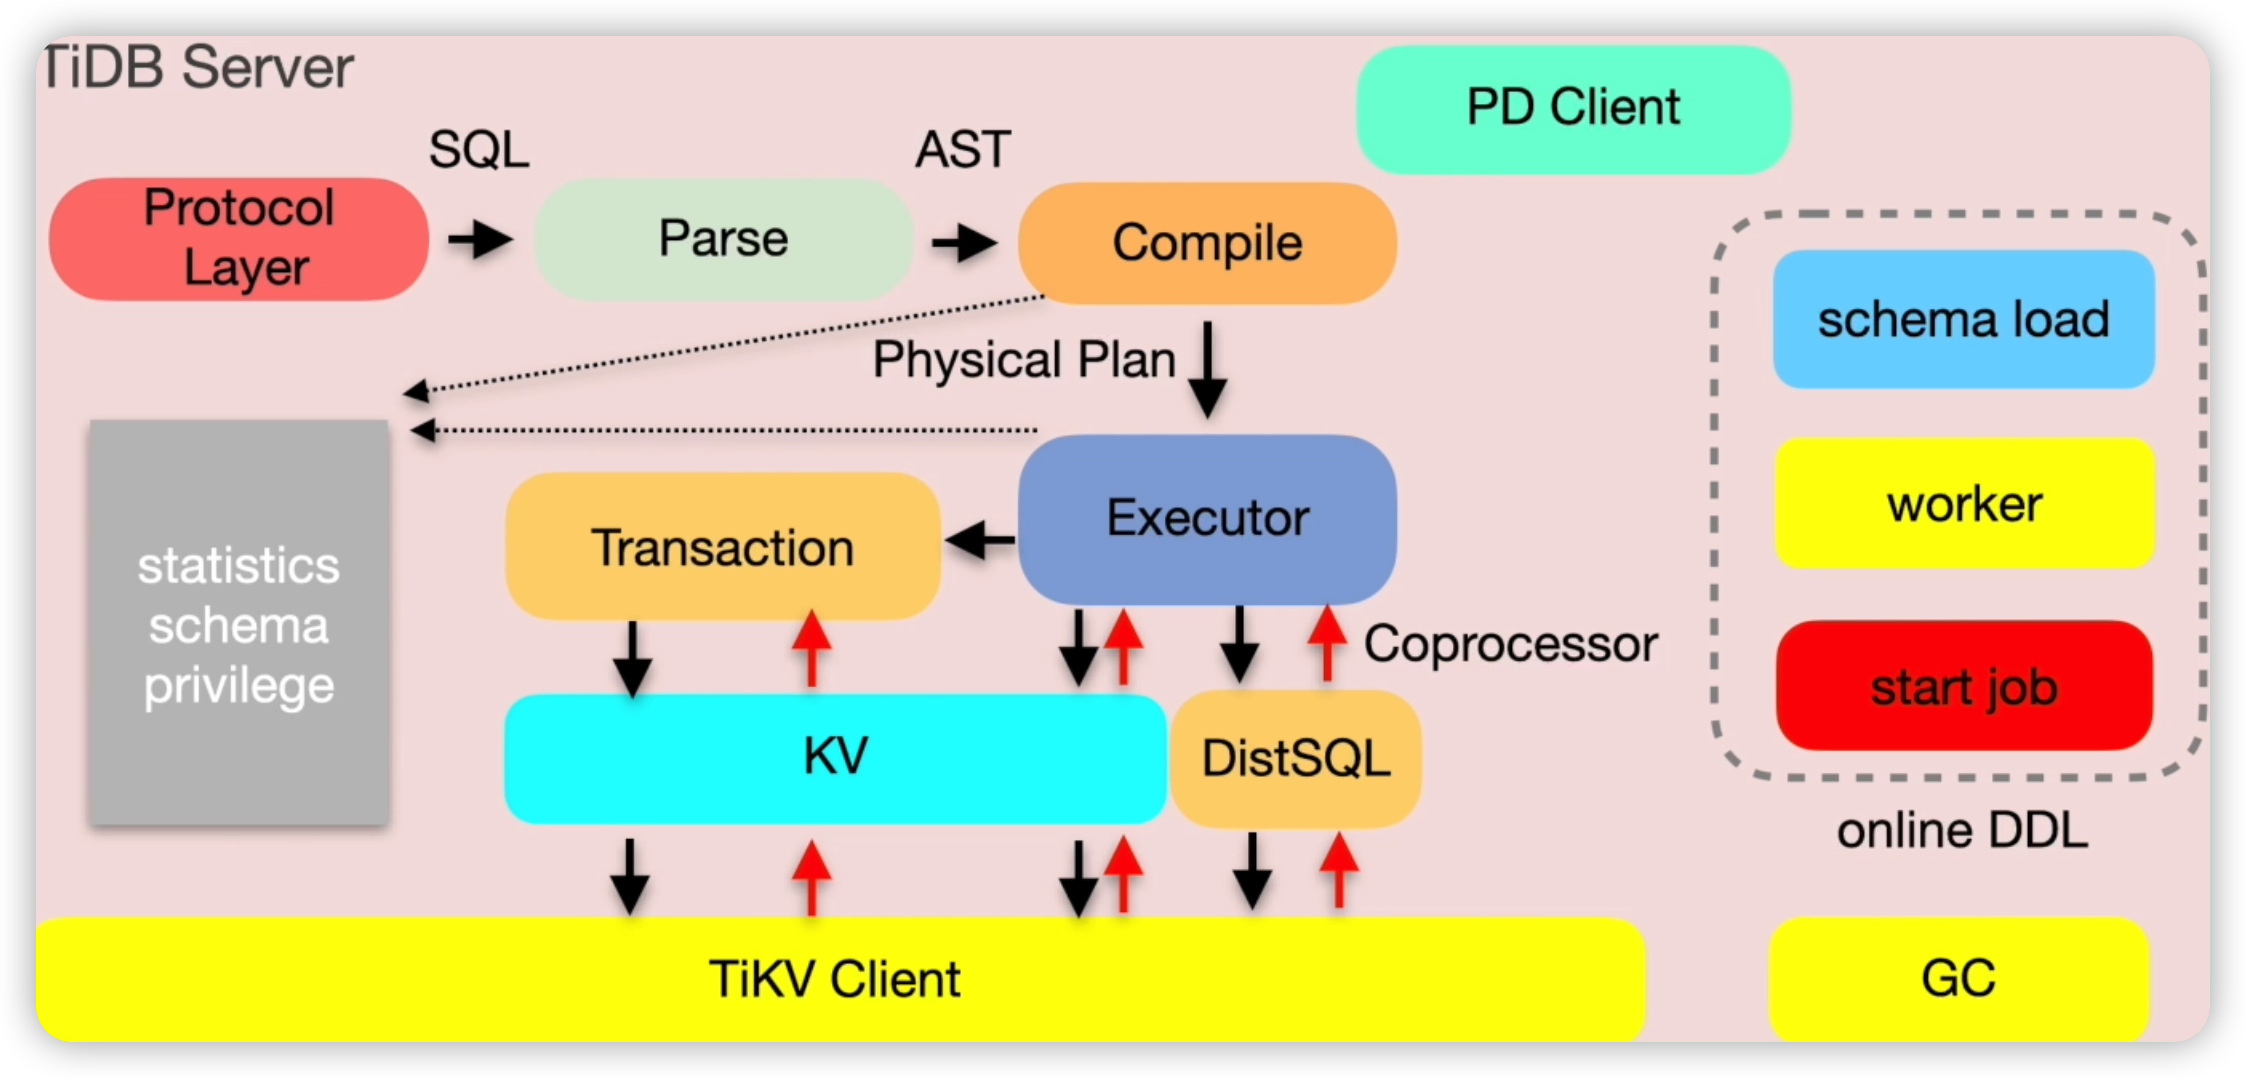 TiDB Server
PD Client
SQL
AST
Protocol
Layer
Parse
Compile
schema load
Physical Plan
worker
Executor
Transaction
statistics
schema
privilege
Coprocessor
start job
KV
DistSQL
online DDL
TiKV Client
GC